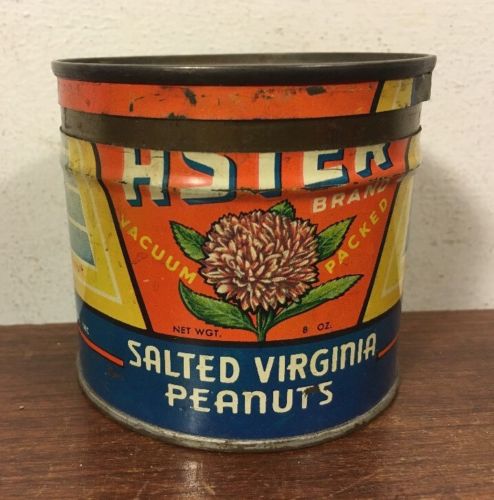 ASTER
BRAND
VACUUM PACKED
NET WGT. 8 OZ.
SALTED VIRGINIA
PEANUTS